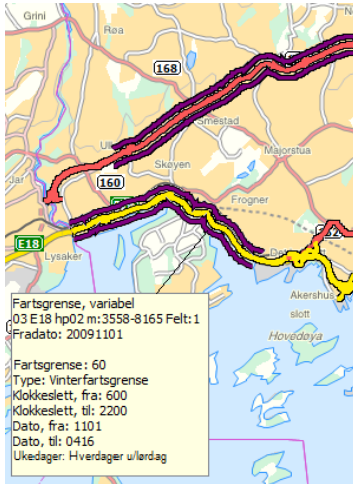 Grini
Røa
168
Smestad
Ull
Majorstua
Jar
Skøyen
160
Frogner
E18
Lysaker
Akershus
slott
Hovedøya
Fartsgrense, variabel
03 E18 hp02 m:3558-8165 Felt:1
Fradato: 20091101
Fartsgrense: 60
Type: Vinterfartsgrense
Klokkeslett, fra: 600
Klokkeslett, til: 2200
Dato, fra: 1101
Dato, til: 0416
Ukedager: Hverdager u/lørdag